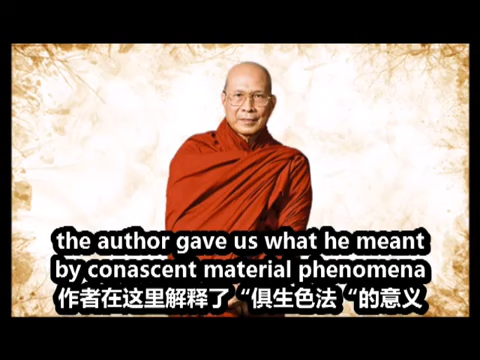 the author gave us what he meant
by conascent material phenomena
作者在这里解释了“俱生色法“的意义